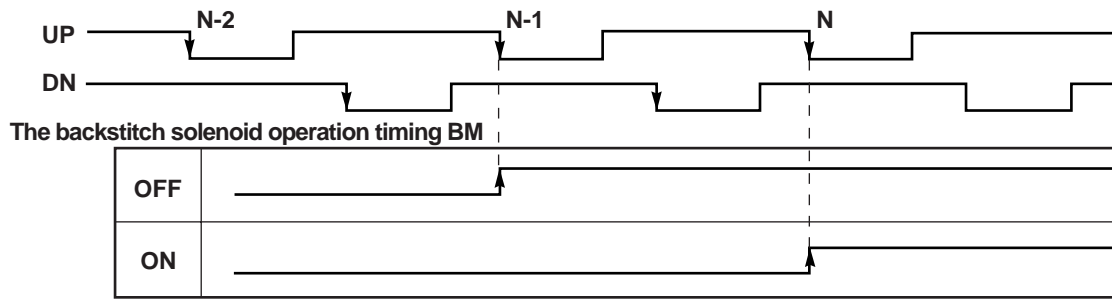 N-2 N-1 N
UP
DN
The backstitch solenoid operation timing BM
OFF
ON